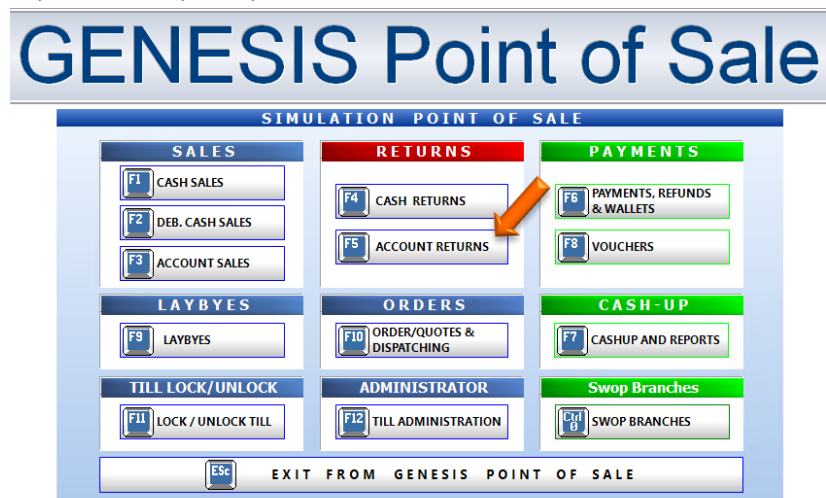 GENESIS Point of Sale
SIMULATION POINT OF SALE
SALES
F1 CASH SALES
F2 DEB. CASH SALES
F3 ACCOUNT SALES
RETURNS
F4 CASH RETURNS
F5 ACCOUNT RETURNS
PAYMENTS
F6 PAYMENTS, REFUNDS
& WALLETS
F8 VOUCHERS
LAYBYES
F9 LAYBYES
ORDERS
F10 ORDER/QUOTES &
DISPATCHING
CASH-UP
F7 CASHUP AND REPORTS
TILL LOCK/UNLOCK
F11 LOCK / UNLOCK TILL
ADMINISTRATOR
F12 TILL ADMINISTRATION
Swop Branches
Ctrl
0 SWOP BRANCHES
ESc EXIT FROM GENESIS POINT OF SALE